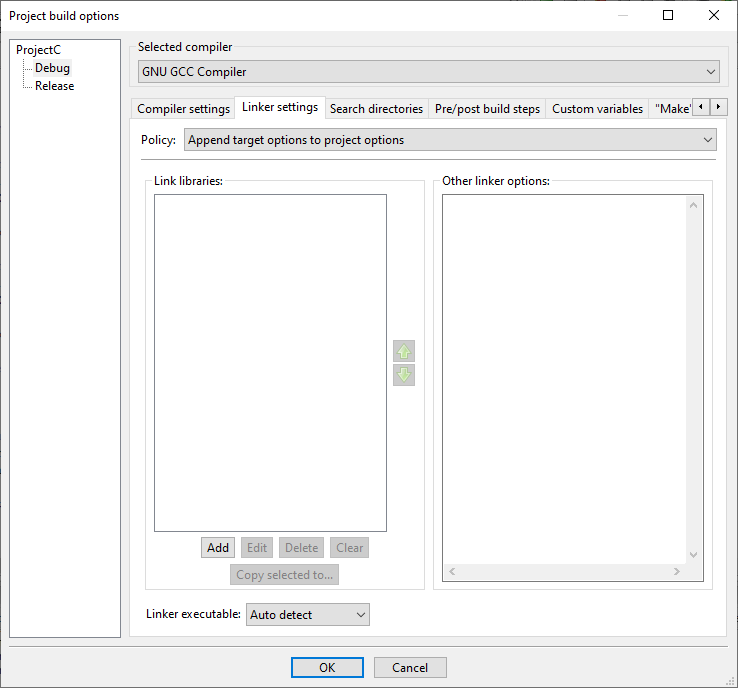 Project build options
ProjectC
Debug
Release
Selected compiler
GNU GCC Compiler
Compiler settings
Linker settings
Search directories
Pre/post build steps
Custom variables
"Make'
Policy:
Append target options to project options
Link libraries:
Other linker options:
Add
Edit
Delete
Clear
Copy selected to...
Linker executable:
Auto detect
OK
Cancel